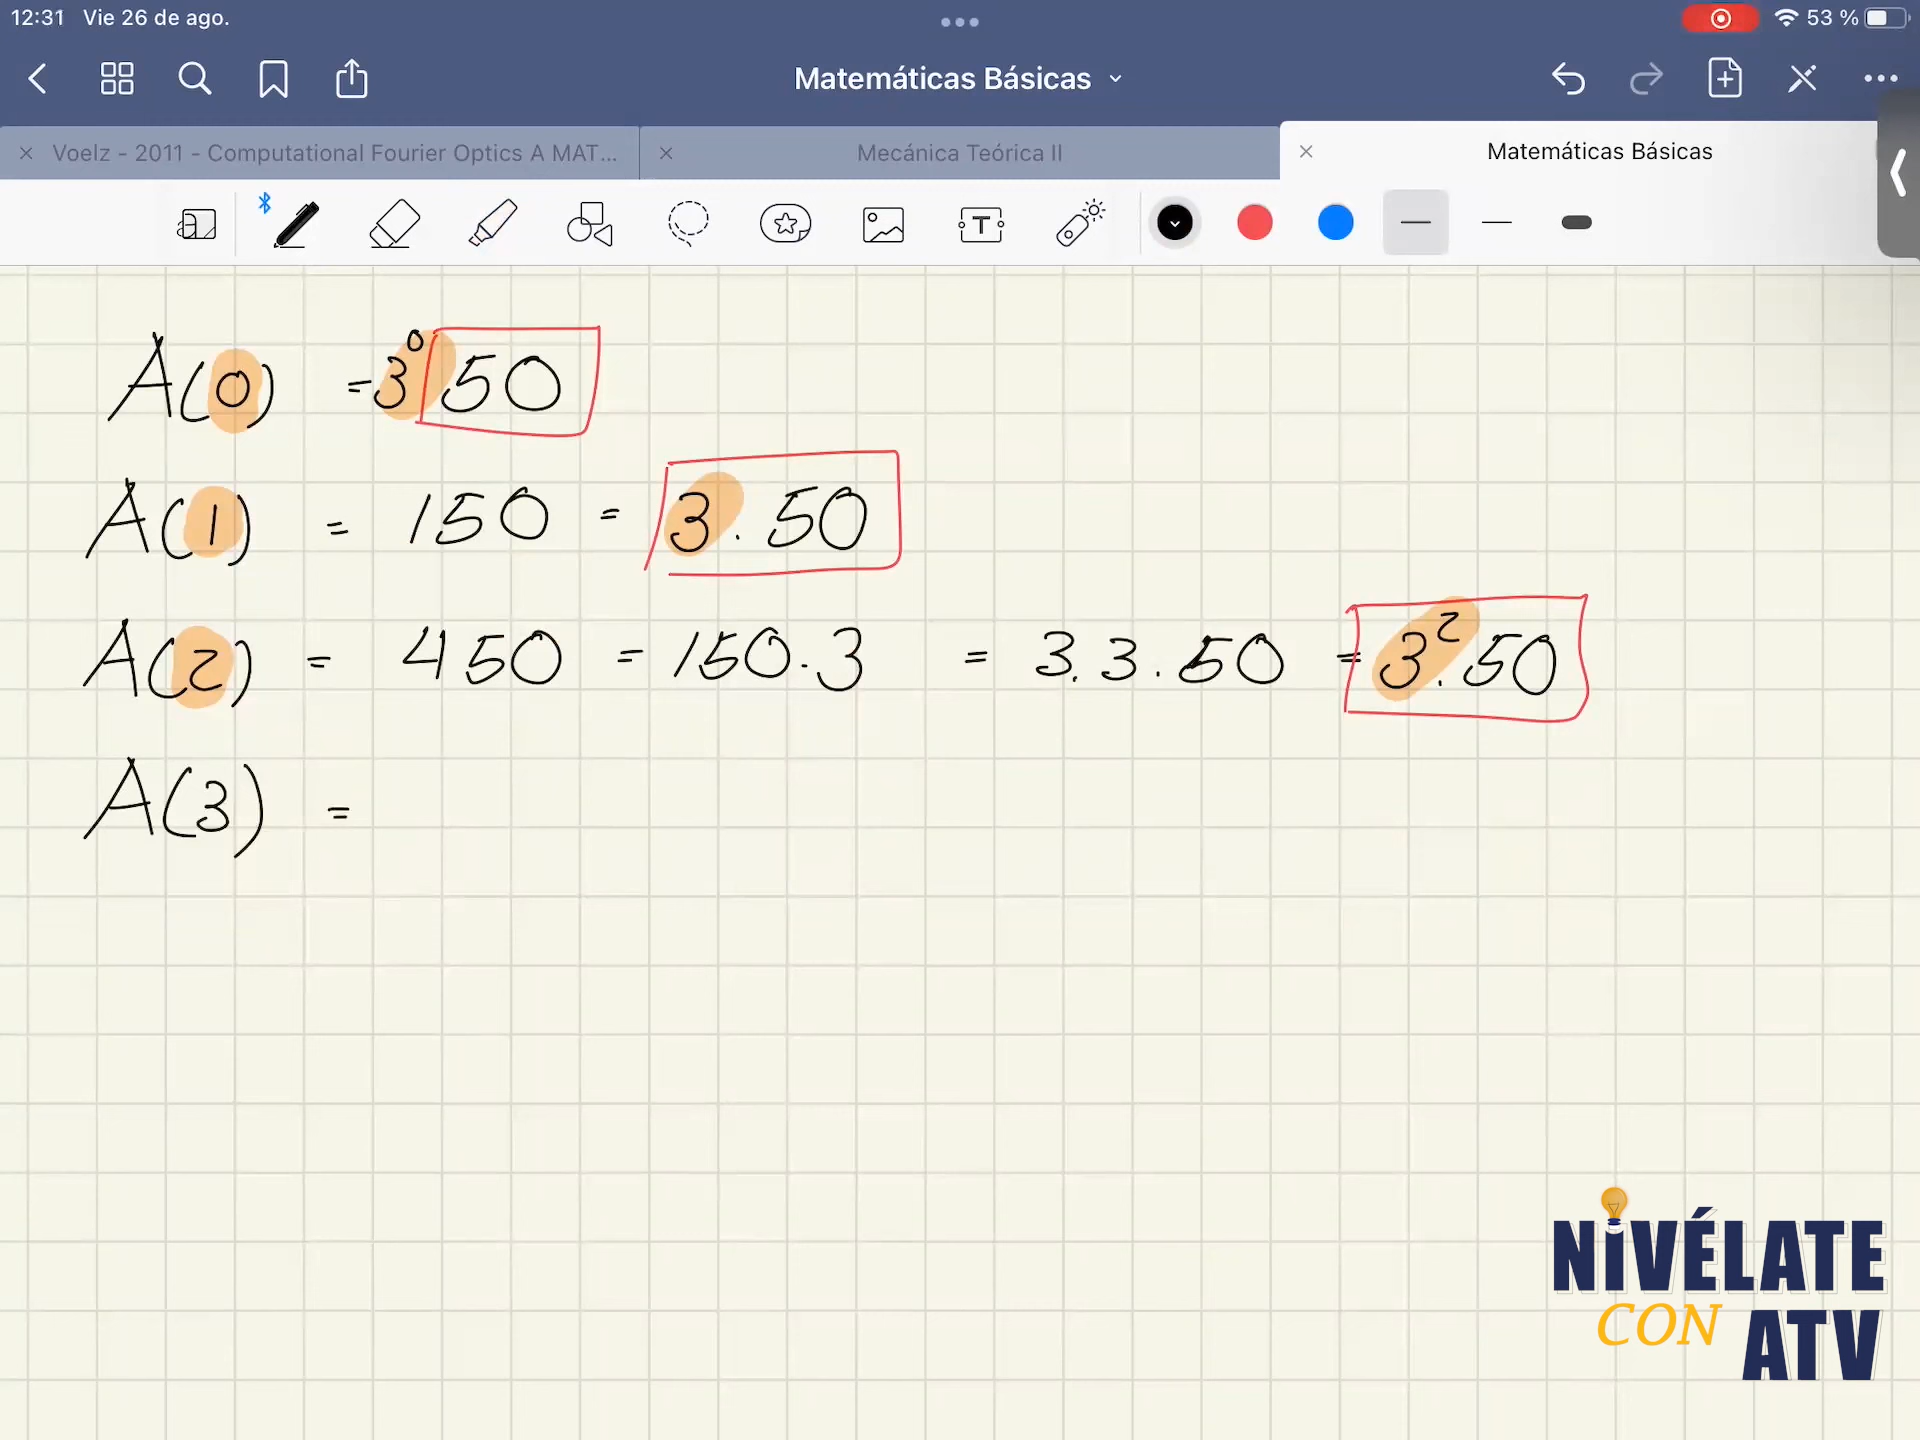 12:31 Vie 26 de ago. 53 %
Matemáticas Básicas
Voelz - 2011 - Computational Fourier Optics A MAT... Mecánica Teórica II Matemáticas Básicas
A(0) = 3⁰ 50
A(1) = 150 = 3 . 50
A(2) = 450 = 150 . 3 = 3 . 3 . 50 = 3² . 50
A(3) =
NIVÉLATE
CON ATV